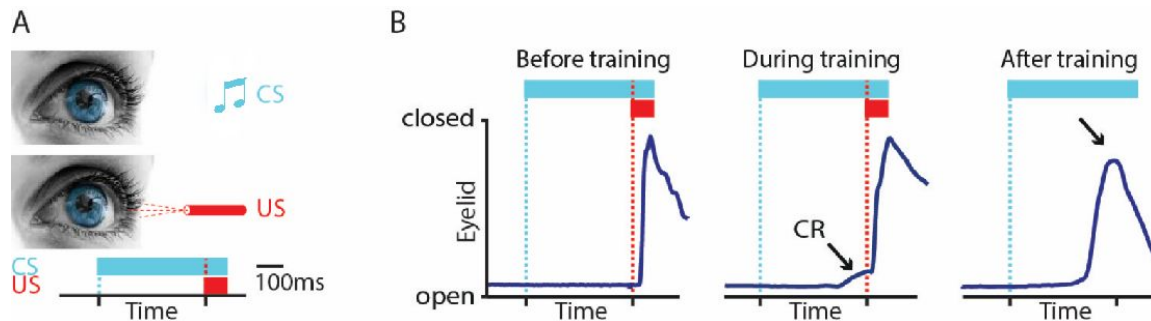 A
CS
US
CS
US
100ms
Time
B
Before training
During training
After training
closed
Eyelid
open
CR
Time
Time
Time